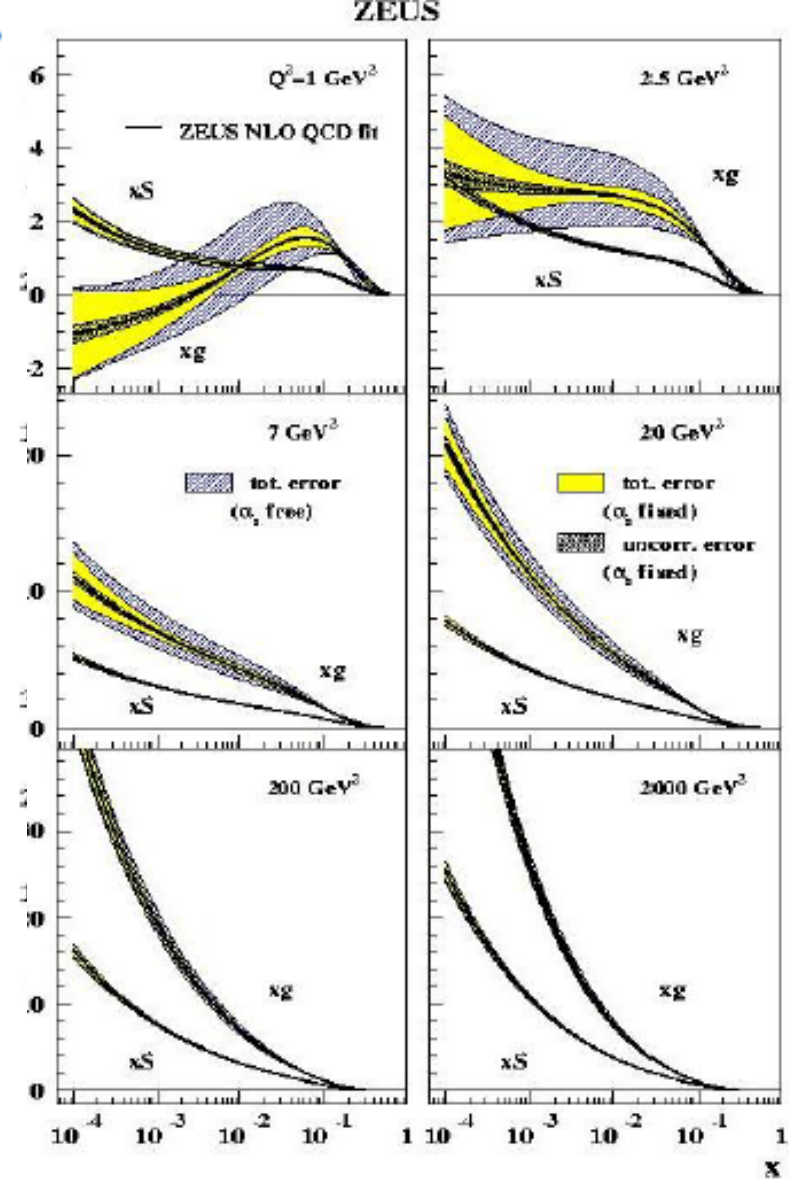 ZEUS
Q²=1 GeV²
ZEUS NLO QCD fit
xS
xg
6
4
2
0
-2
2.5 GeV²
xg
xS
7 GeV²
tot. error
(αs free)
xg
xS
0
20 GeV²
tot. error
(αs fixed)
uncorr. error
(αs fixed)
xg
xS
200 GeV²
xg
xS
20
0
2000 GeV²
xg
xS
10⁻⁴ 10⁻³ 10⁻² 10⁻¹ 1 10⁻⁴ 10⁻³ 10⁻² 10⁻¹ 1
x